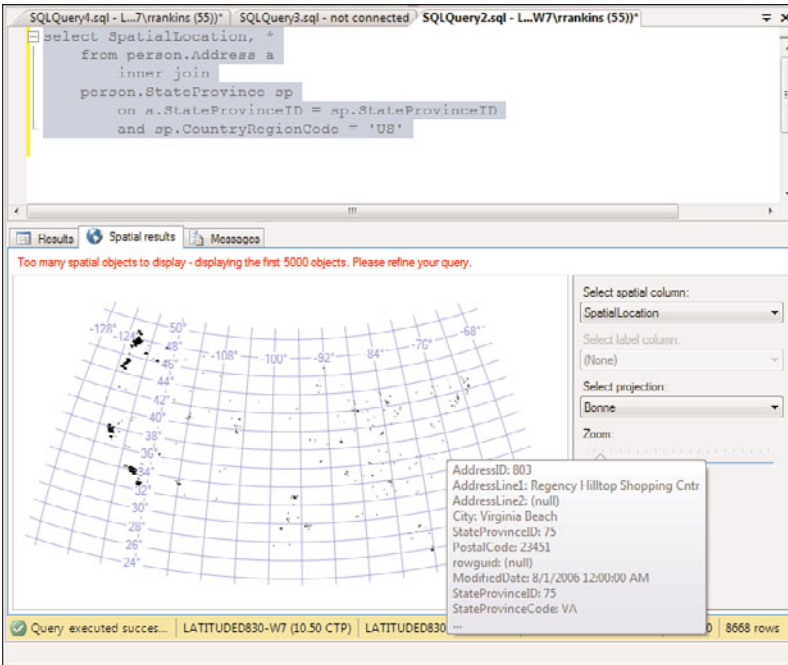 SQLQuery4.sql - L...7\rrankins (55))* SQLQuery3.sql - not connected SQLQuery2.sql - L...W7\rrankins (55))*
select SpatialLocation, *
from person.Address a
inner join
person.StateProvince sp
on a.StateProvinceID = sp.StateProvinceID
and sp.CountryRegionCode = 'US'
Results Spatial results Messages
Too many spatial objects to display - displaying the first 5000 objects. Please refine your query.
Select spatial column:
SpatialLocation
Select label column:
(None)
Select projection:
Bonne
Zoom:
-128° -124° 50° -68°
48° -108° -100° -92° 84° -76°
46°
44°
42°
40°
38°
36°
34°
32°
30°
28°
26°
24°
AddressID: 803
AddressLine1: Regency Hilltop Shopping Cntr
AddressLine2: (null)
City: Virginia Beach
StateProvinceID: 75
PostalCode: 23451
rowguid: (null)
ModifiedDate: 8/1/2006 12:00:00 AM
StateProvinceID: 75
StateProvinceCode: VA
...
Query executed succes... LATITUDED830-W7 (10.50 CTP) LATITUDED830 0 8668 rows